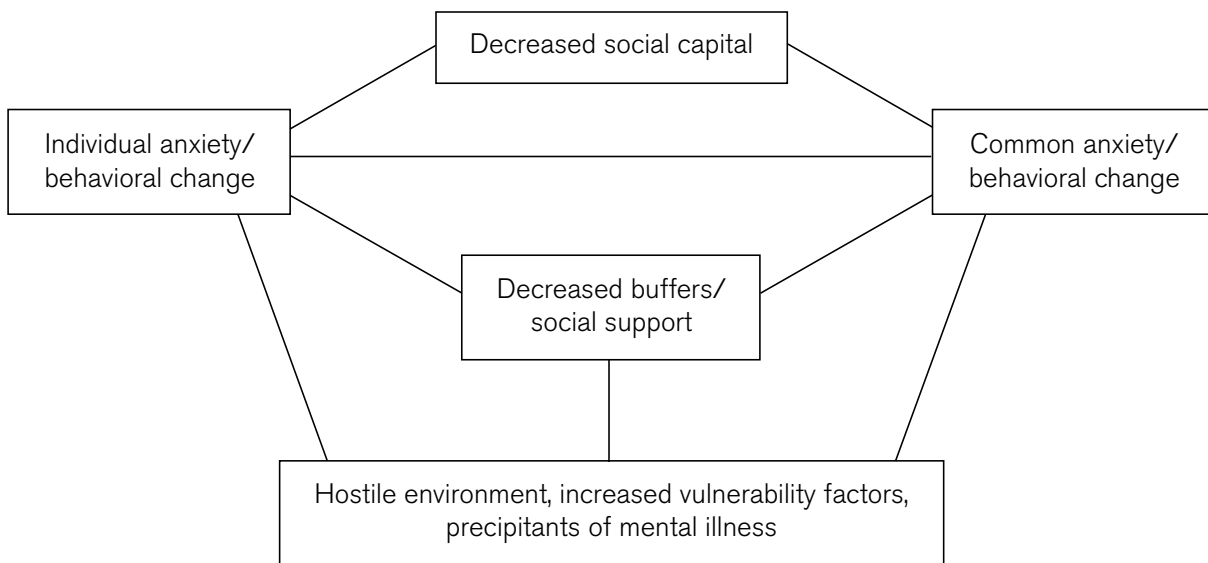 Decreased social capital
Individual anxiety/
behavioral change
Common anxiety/
behavioral change
Decreased buffers/
social support
Hostile environment, increased vulnerability factors,
precipitants of mental illness